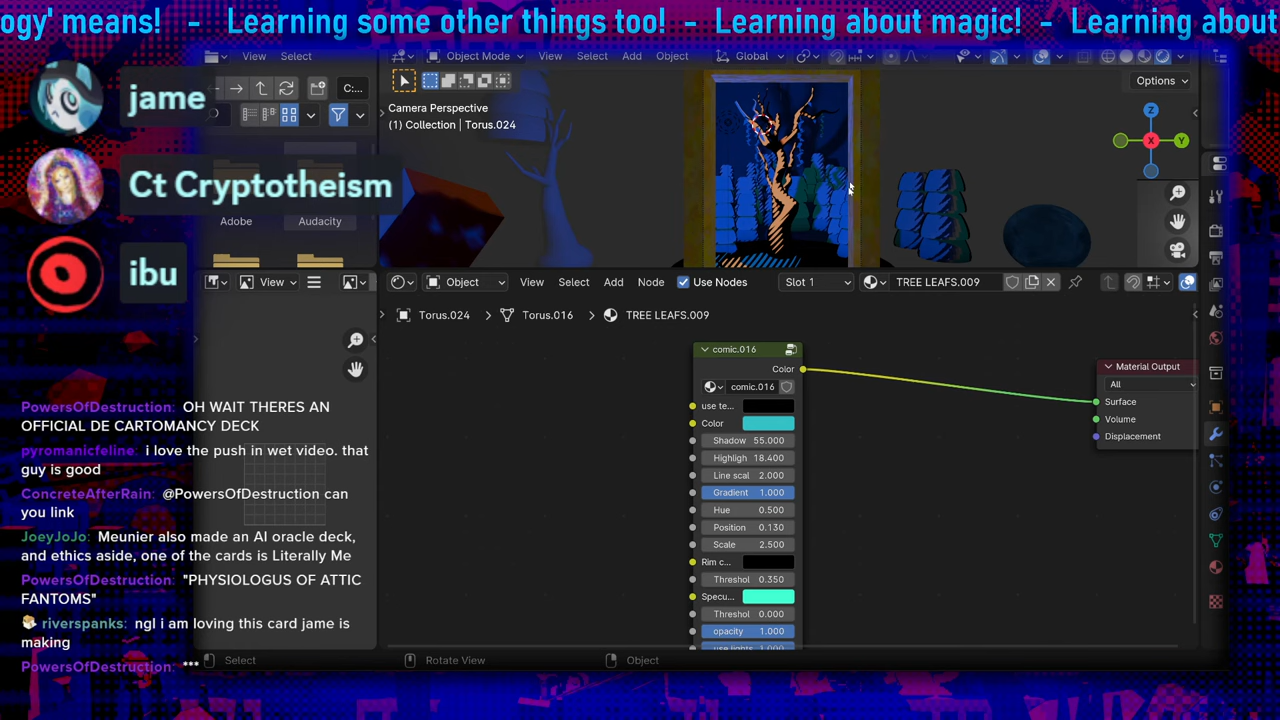 ogy' means!   -   Learning some other things too!  -  Learning about magic!  -  Learning about
jame
Ct Cryptotheism
ibu
View Select
C:...
Adobe Audacity
Object Mode View Select Add Object Global
Options
Camera Perspective
(1) Collection | Torus.024
Z
X
Y
View
Object View Select Add Node Use Nodes Slot 1 TREE LEAFS.009
Torus.024 > Torus.016 > TREE LEAFS.009
comic.016
Color
comic.016
use te...
Color
Shadow 55.000
Highligh 18.400
Line scal 2.000
Gradient 1.000
Hue 0.500
Position 0.130
Scale 2.500
Rim c...
Threshol 0.350
Specu...
Threshol 0.000
opacity 1.000
use lights 1.000
Material Output
All
Surface
Volume
Displacement
PowersOfDestruction: OH WAIT THERES AN
OFFICIAL DE CARTOMANCY DECK
pyromanicfeline: i love the push in wet video. that
guy is good
ConcreteAfterRain: @PowersOfDestruction can
you link
JoeyJoJo: Meunier also made an AI oracle deck,
and ethics aside, one of the cards is Literally Me
PowersOfDestruction: "PHYSIOLOGUS OF ATTIC
FANTOMS"
riverspanks: ngl i am loving this card jame is
making
PowersOfDestruction: ***
Select Rotate View Object